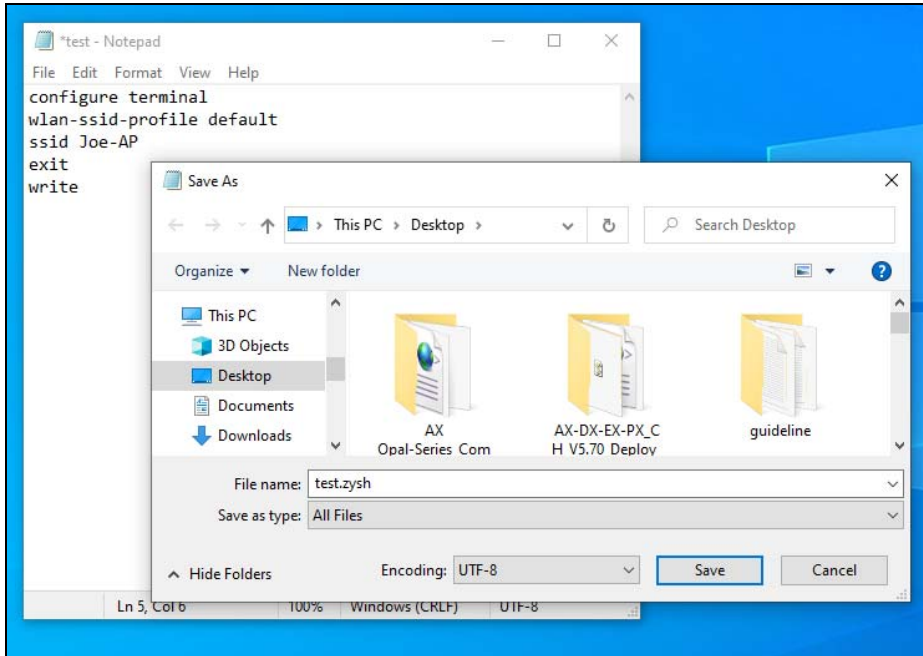 *test - Notepad
File Edit Format View Help
configure terminal
wlan-ssid-profile default
ssid Joe-AP
exit
write
Save As
This PC > Desktop >
Search Desktop
Organize
New folder
This PC
3D Objects
Desktop
Documents
Downloads
AX
Opal-Series Com
AX-DX-EX-PX_C
H V5.70 Deploy
guideline
File name: test.zysh
Save as type: All Files
Hide Folders
Encoding: UTF-8
Save
Cancel
Ln 5, Col 6
100%
Windows (CRLF)
UTF-8